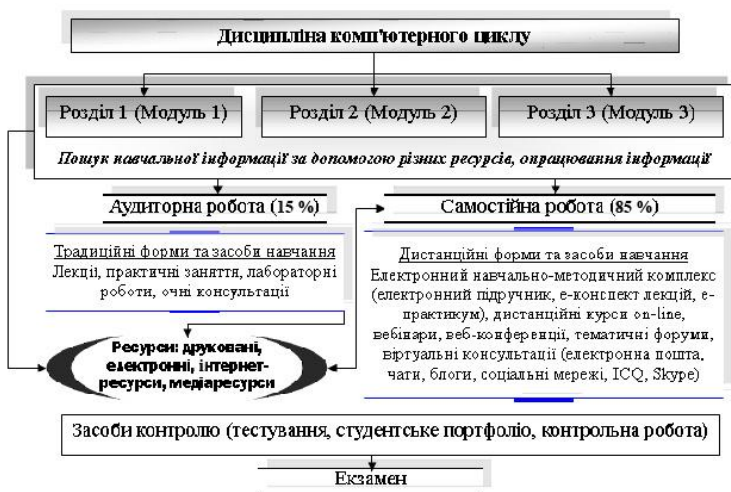 Дисципліна комп'ютерного циклу
Розділ 1 (Модуль 1)
Розділ 2 (Модуль 2)
Розділ 3 (Модуль 3)
Пошук навчальної інформації за допомогою різних ресурсів, опрацювання інформації
Аудиторна робота (15 %)
Традиційні форми та засоби навчання
Лекції, практичні заняття, лабораторні
роботи, очні консультації
Ресурси: друковані,
електронні, інтернет-
ресурси, медіаресурси
Самостійна робота (85 %)
Дистанційні форми та засоби навчання
Електронний навчально-методичний комплекс
(електронний підручник, е-конспект лекцій, е-
практикум), дистанційні курси on-line,
вебінари, веб-конференції, тематичні форуми,
віртуальні консультації (електронна пошта,
чати, блоги, соціальні мережі, ICQ, Skype)
Засоби контролю (тестування, студентське портфоліо, контрольна робота)
Екзамен